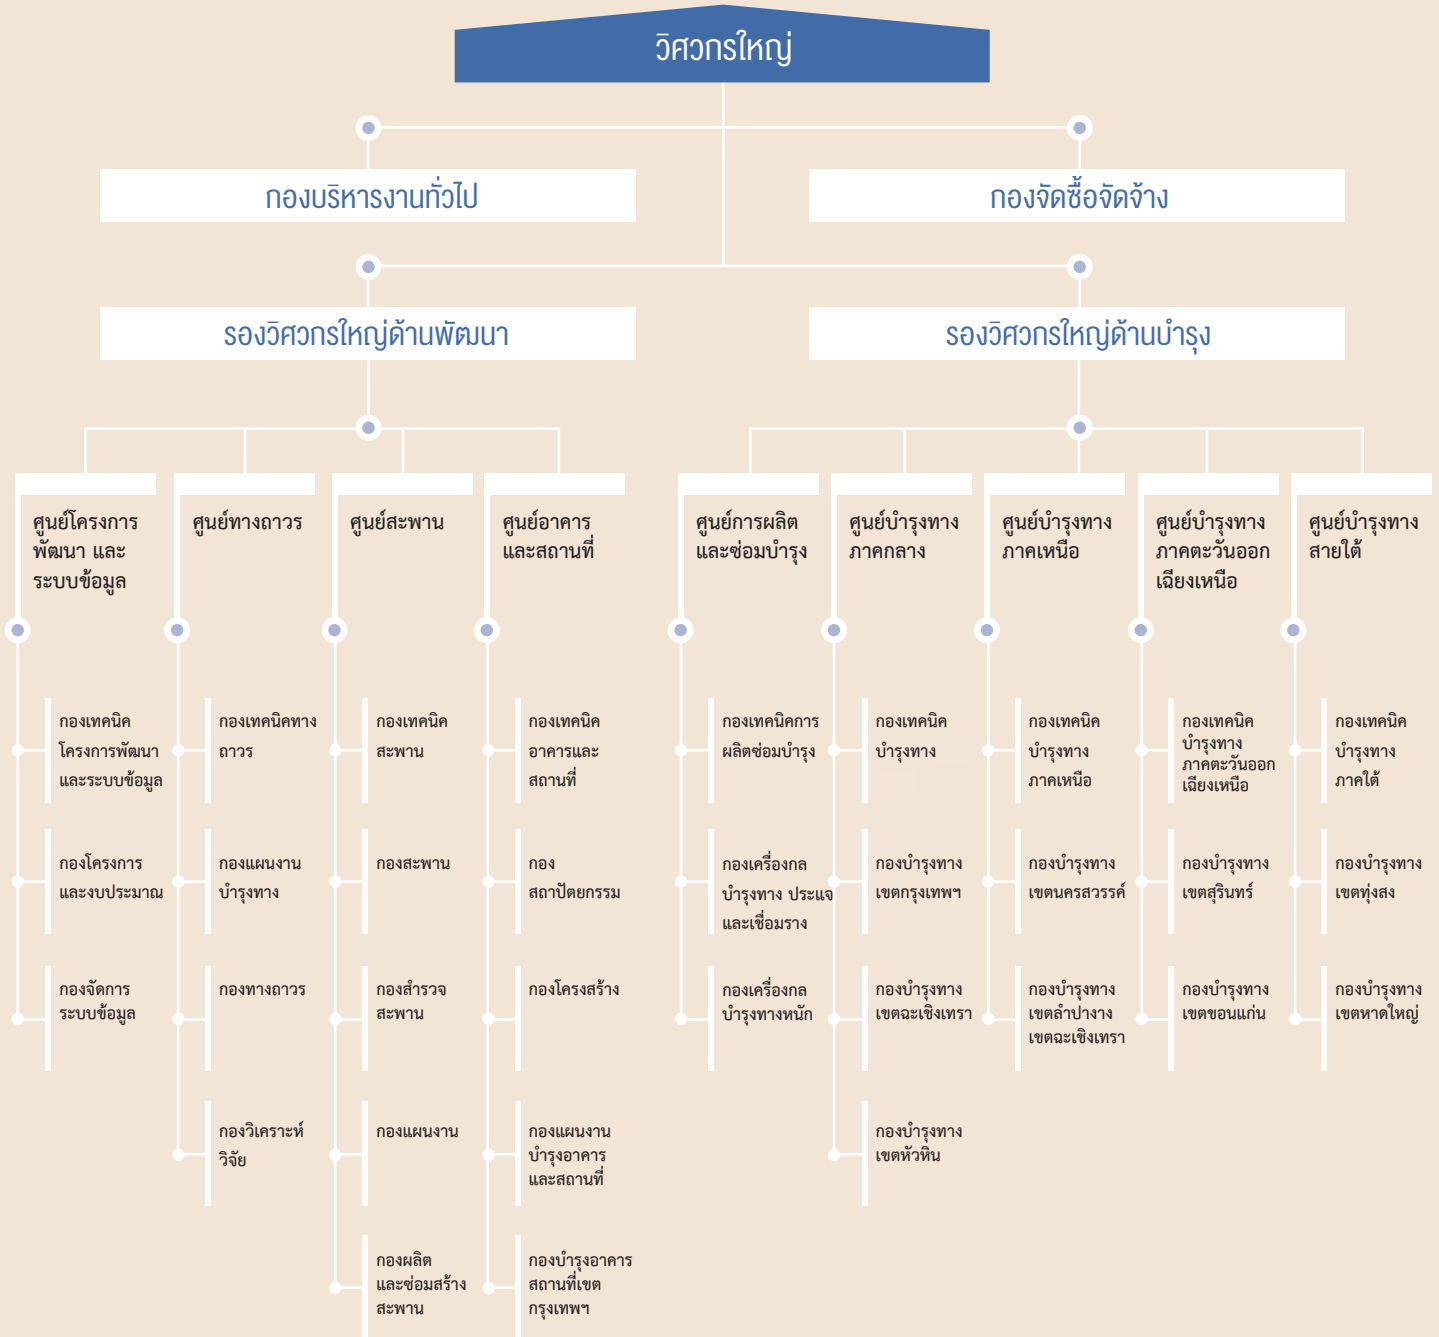 วิศวกรใหญ่
กองบริหารงานทั่วไป
กองจัดซื้อจัดจ้าง
รองวิศวกรใหญ่ด้านพัฒนา
รองวิศวกรใหญ่ด้านบำรุง
ศูนย์โครงการ
พัฒนา และ
ระบบข้อมูล
ศูนย์ทางถาวร
ศูนย์สะพาน
ศูนย์อาคาร
และสถานที่
ศูนย์การผลิต
และซ่อมบำรุง
ศูนย์บำรุงทาง
ภาคกลาง
ศูนย์บำรุงทาง
ภาคเหนือ
ศูนย์บำรุงทาง
ภาคตะวันออก
เฉียงเหนือ
ศูนย์บำรุงทาง
สายใต้
กองเทคนิค
โครงการพัฒนา
และระบบข้อมูล
กองเทคนิคทาง
ถาวร
กองเทคนิค
สะพาน
กองเทคนิค
อาคารและ
สถานที่
กองเทคนิคการ
ผลิตซ่อมบำรุง
กองเทคนิค
บำรุงทาง
กองเทคนิค
บำรุงทาง
ภาคเหนือ
กองเทคนิค
บำรุงทาง
ภาคตะวันออก
เฉียงเหนือ
กองเทคนิค
บำรุงทาง
ภาคใต้
กองโครงการ
และงบประมาณ
กองแผนงาน
บำรุงทาง
กองสะพาน
กอง
สถาปัตยกรรม
กองเครื่องกล
บำรุงทาง ประแจ
และเชื่อมราง
กองบำรุงทาง
เขตกรุงเทพฯ
กองบำรุงทาง
เขตนครสวรรค์
กองบำรุงทาง
เขตสุรินทร์
กองบำรุงทาง
เขตทุ่งสง
กองจัดการ
ระบบข้อมูล
กองทางถาวร
กองสำรวจ
สะพาน
กองโครงสร้าง
กองเครื่องกล
บำรุงทางหนัก
กองบำรุงทาง
เขตฉะเชิงเทรา
กองบำรุงทาง
เขตลำปางาง
เขตฉะเชิงเทรา
กองบำรุงทาง
เขตขอนแก่น
กองบำรุงทาง
เขตหาดใหญ่
กองวิเคราะห์
วิจัย
กองแผนงาน
กองแผนงาน
บำรุงอาคาร
และสถานที่
กองบำรุงทาง
เขตหัวหิน
กองผลิต
และซ่อมสร้าง
สะพาน
กองบำรุงอาคาร
สถานที่เขต
กรุงเทพฯ